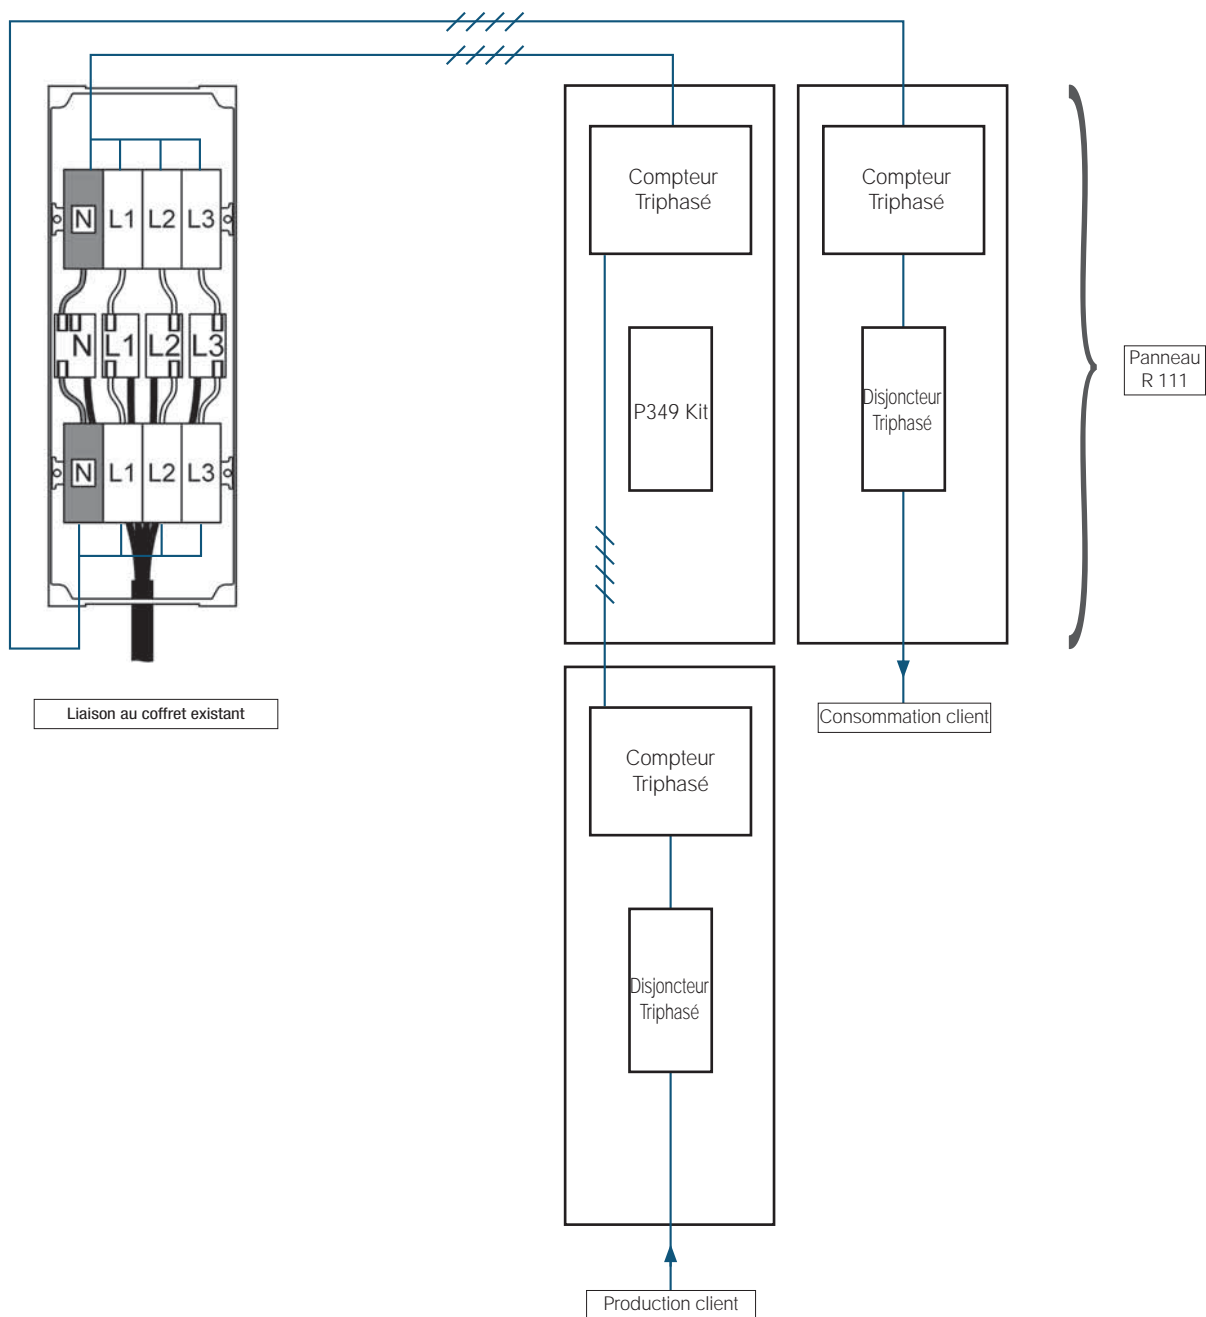 N L1 L2 L3
N L1 L2 L3
N L1 L2 L3
Liaison au coffret existant
Compteur
Triphasé
P349 Kit
Compteur
Triphasé
Disjoncteur
Triphasé
Consommation client
Panneau
R 111
Compteur
Triphasé
Disjoncteur
Triphasé
Production client